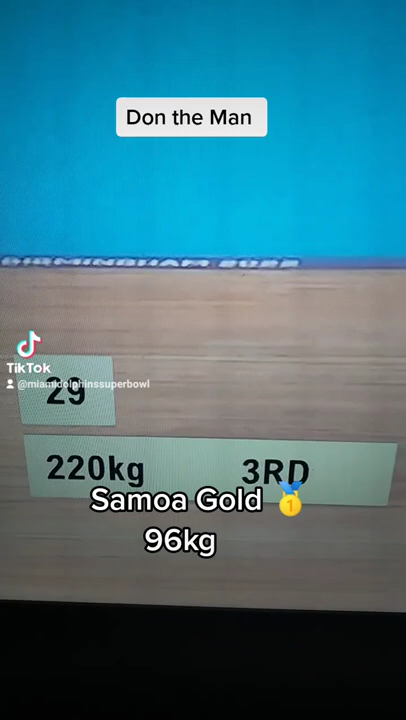 Don the Man
TikTok
@miamidolphinssuperbowl
29
220kg 3RD
Samoa Gold 🥇
96kg